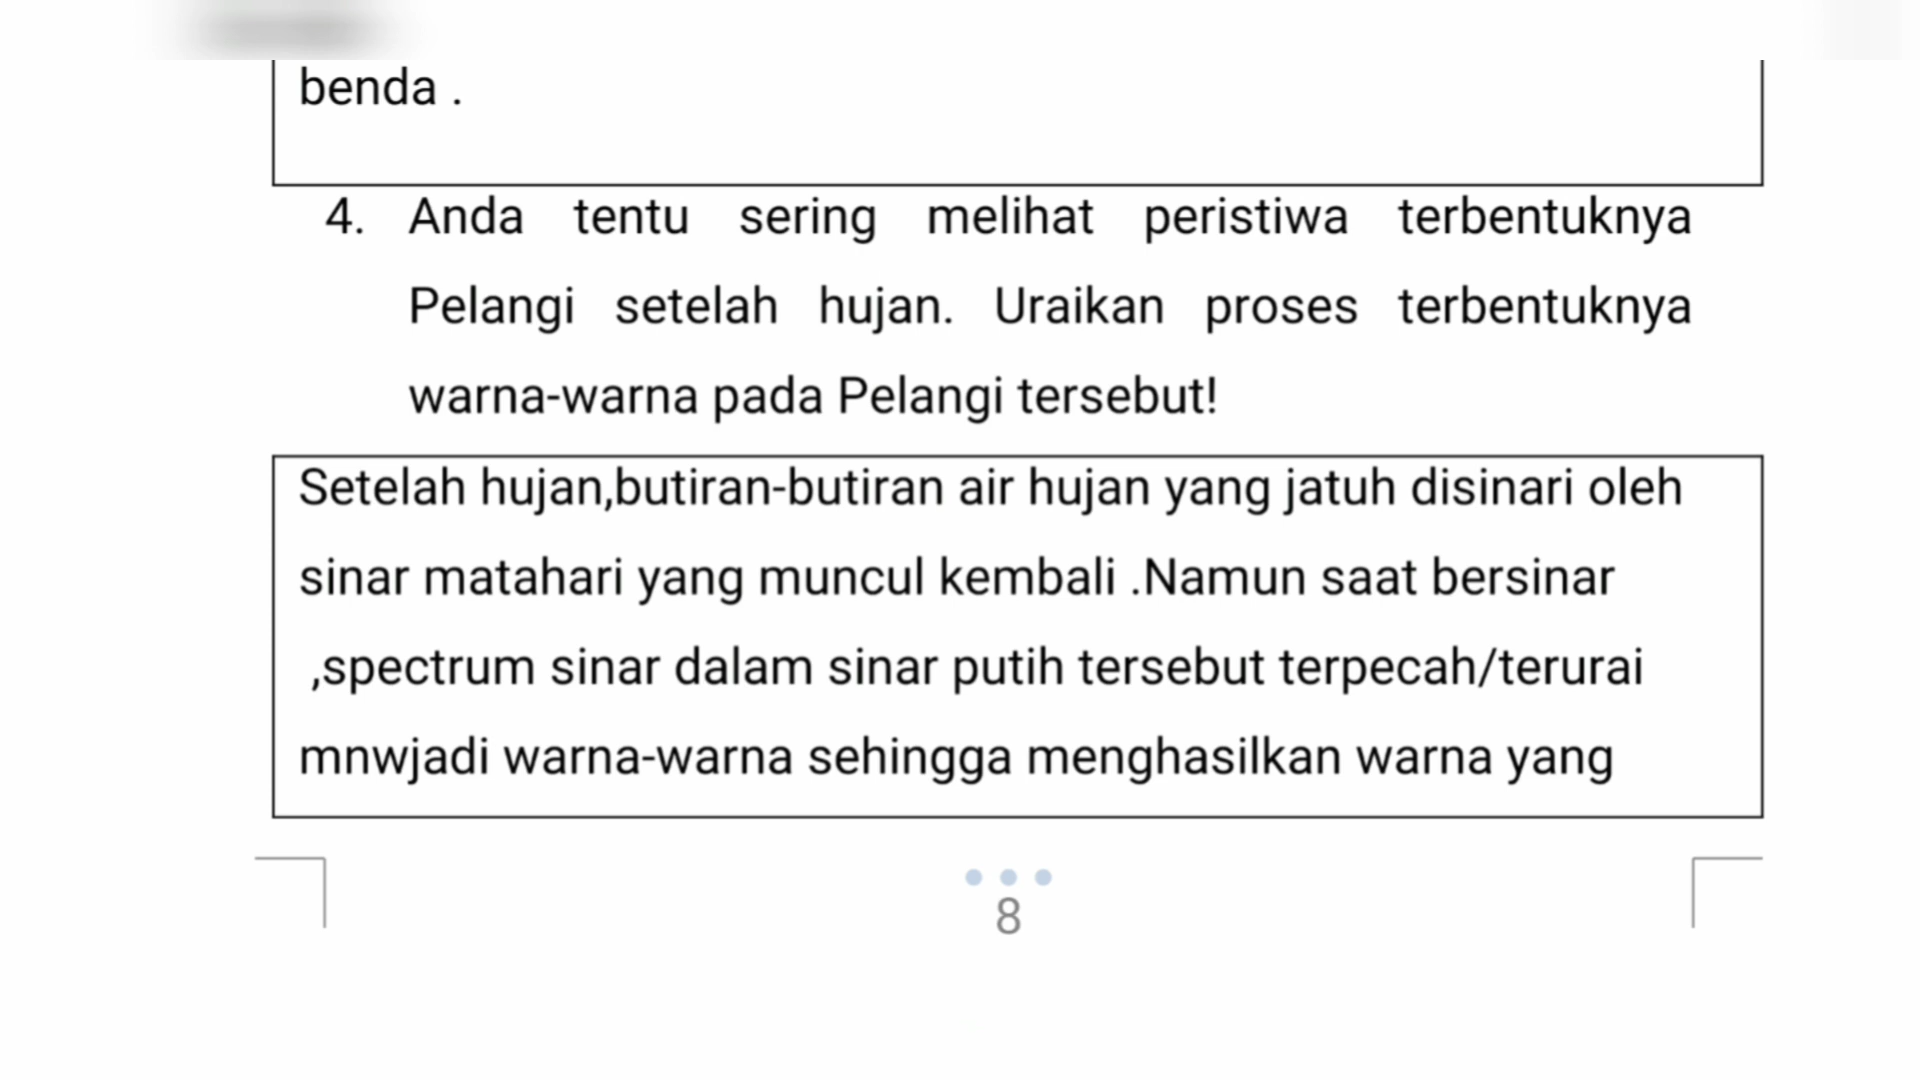 benda .
4. Anda tentu sering melihat peristiwa terbentuknya
Pelangi setelah hujan. Uraikan proses terbentuknya
warna-warna pada Pelangi tersebut!
Setelah hujan,butiran-butiran air hujan yang jatuh disinari oleh
sinar matahari yang muncul kembali .Namun saat bersinar
,spectrum sinar dalam sinar putih tersebut terpecah/terurai
mnwjadi warna-warna sehingga menghasilkan warna yang
8